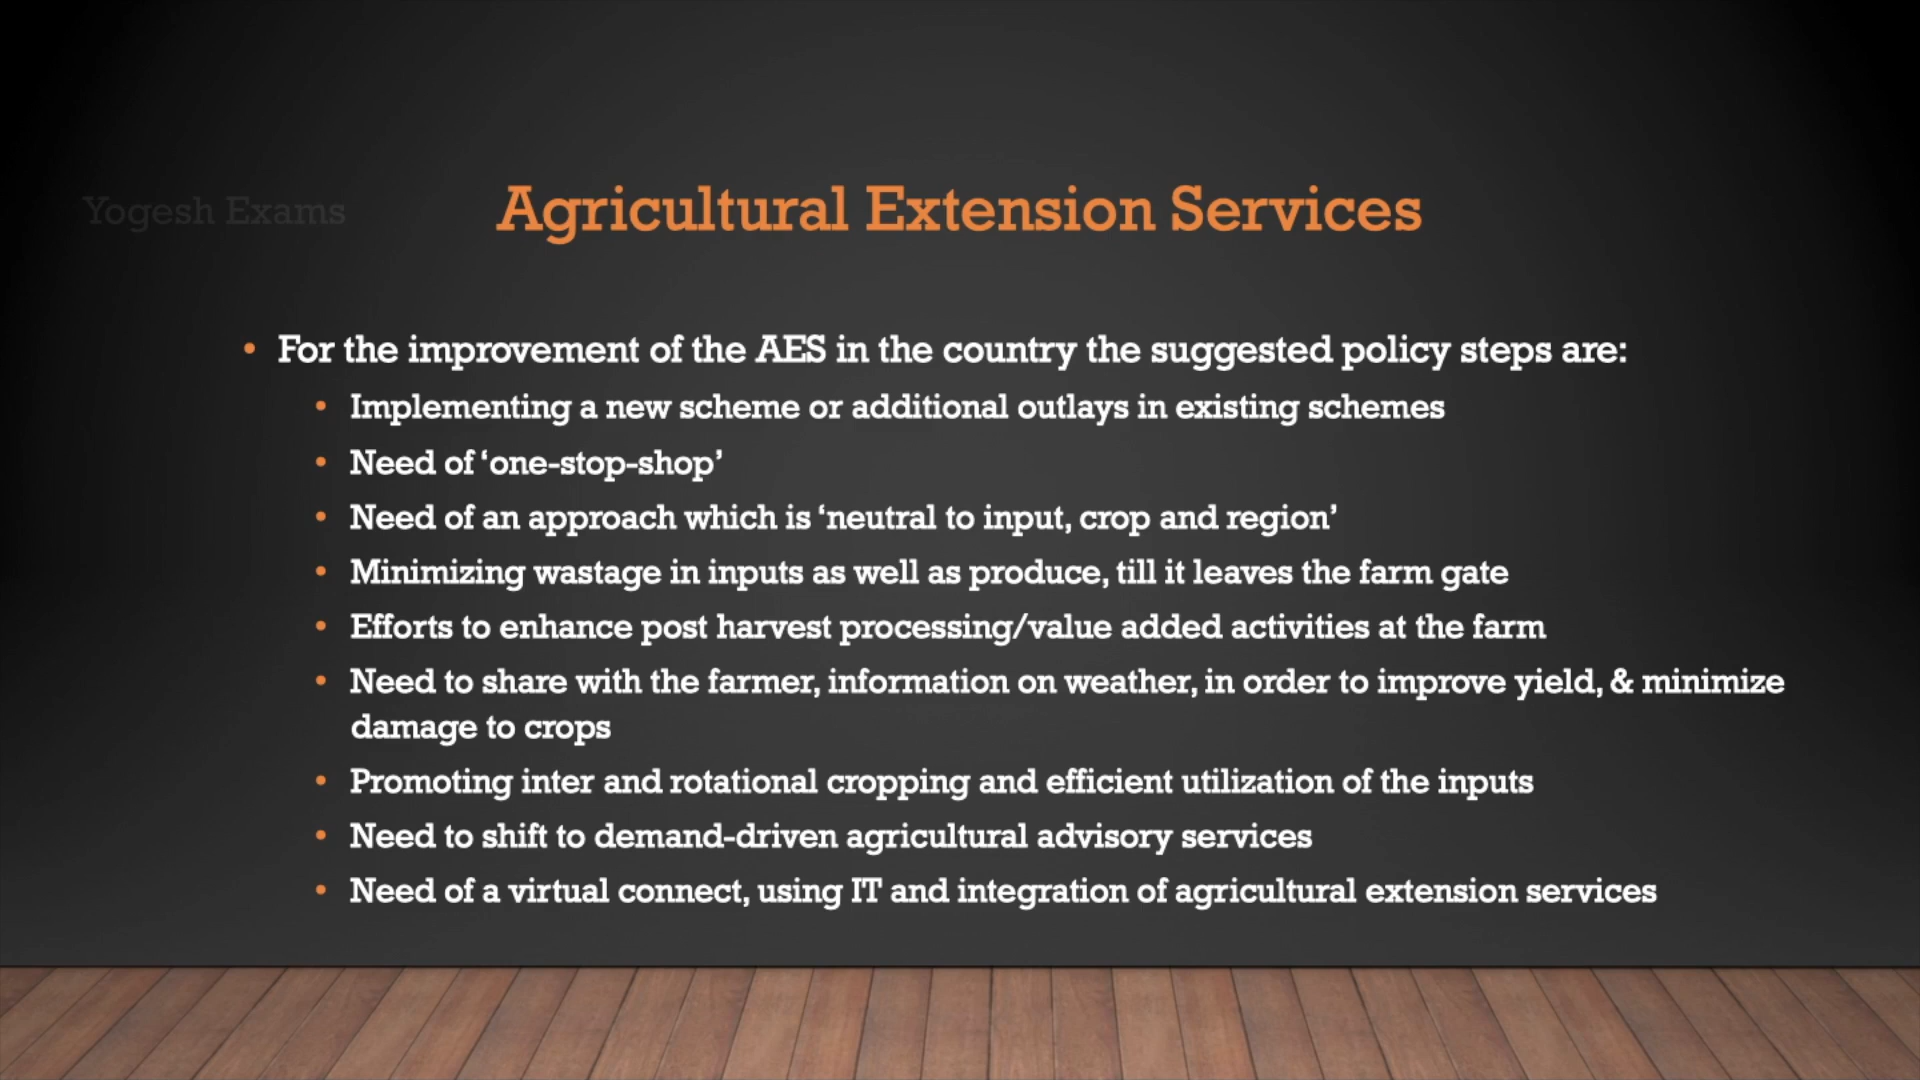 Yogesh Exams
Agricultural Extension Services
• For the improvement of the AES in the country the suggested policy steps are:
• Implementing a new scheme or additional outlays in existing schemes
• Need of ‘one-stop-shop’
• Need of an approach which is ‘neutral to input, crop and region’
• Minimizing wastage in inputs as well as produce, till it leaves the farm gate
• Efforts to enhance post harvest processing/value added activities at the farm
• Need to share with the farmer, information on weather, in order to improve yield, & minimize
damage to crops
• Promoting inter and rotational cropping and efficient utilization of the inputs
• Need to shift to demand-driven agricultural advisory services
• Need of a virtual connect, using IT and integration of agricultural extension services